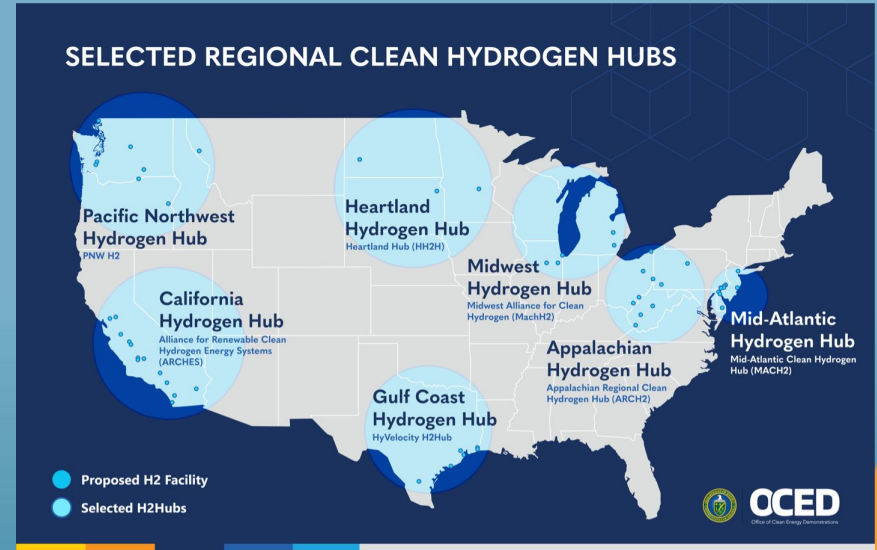 SELECTED REGIONAL CLEAN HYDROGEN HUBS
Pacific Northwest
Hydrogen Hub
PNW H2
Heartland
Hydrogen Hub
Heartland Hub (HH2H)
Midwest
Hydrogen Hub
Midwest Alliance for Clean
Hydrogen (MachH2)
California
Hydrogen Hub
Alliance for Renewable Clean
Hydrogen Energy Systems
(ARCHES)
Mid-Atlantic
Hydrogen Hub
Mid-Atlantic Clean Hydrogen
Hub (MACH2)
Appalachian
Hydrogen Hub
Appalachian Regional Clean
Hydrogen Hub (ARCH2)
Gulf Coast
Hydrogen Hub
HyVelocity H2Hub
Proposed H2 Facility
Selected H2Hubs
OCED
Office of Clean Energy Demonstrations